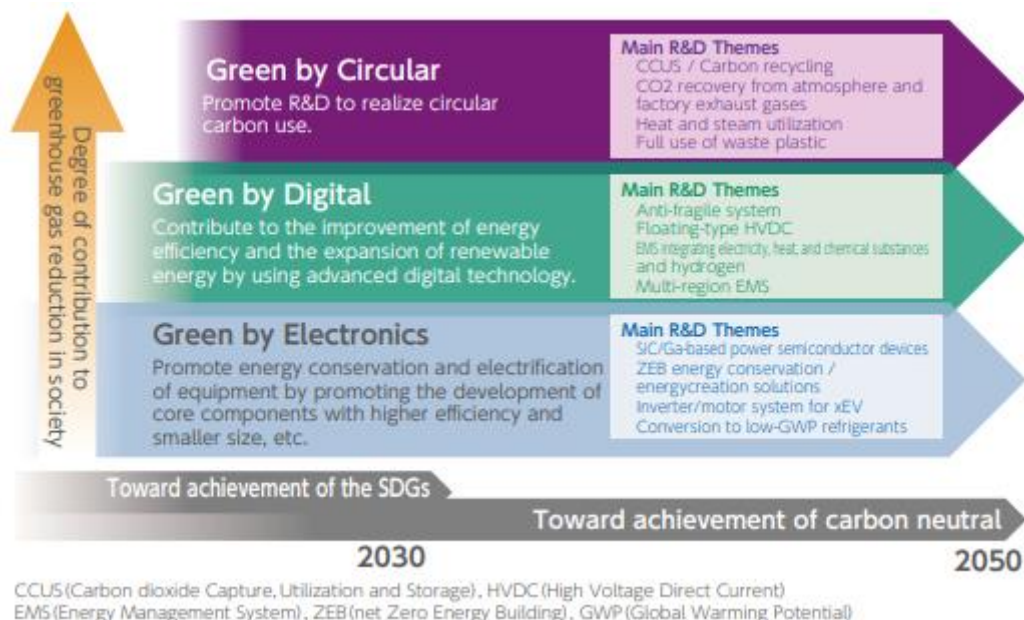 Degree of contribution to
greenhouse gas reduction in society
Green by Circular
Promote R&D to realize circular
carbon use.
Main R&D Themes
CCUS / Carbon recycling
CO2 recovery from atmosphere and
factory exhaust gases
Heat and steam utilization
Full use of waste plastic
Green by Digital
Contribute to the improvement of energy
efficiency and the expansion of renewable
energy by using advanced digital technology.
Main R&D Themes
Anti-fragile system
Floating-type HVDC
EMS integrating electricity, heat, and chemical substances
and hydrogen
Multi-region EMS
Green by Electronics
Promote energy conservation and electrification
of equipment by promoting the development of
core components with higher efficiency and
smaller size, etc.
Main R&D Themes
SiC/Ga-based power semiconductor devices
ZEB energy conservation /
energycreation solutions
Inverter/motor system for xEV
Conversion to low-GWP refrigerants
Toward achievement of the SDGs
Toward achievement of carbon neutral
2030
2050
CCUS(Carbon dioxide Capture, Utilization and Storage), HVDC(High Voltage Direct Current)
EMS(Energy Management System), ZEB(net Zero Energy Building), GWP(Global Warming Potential)